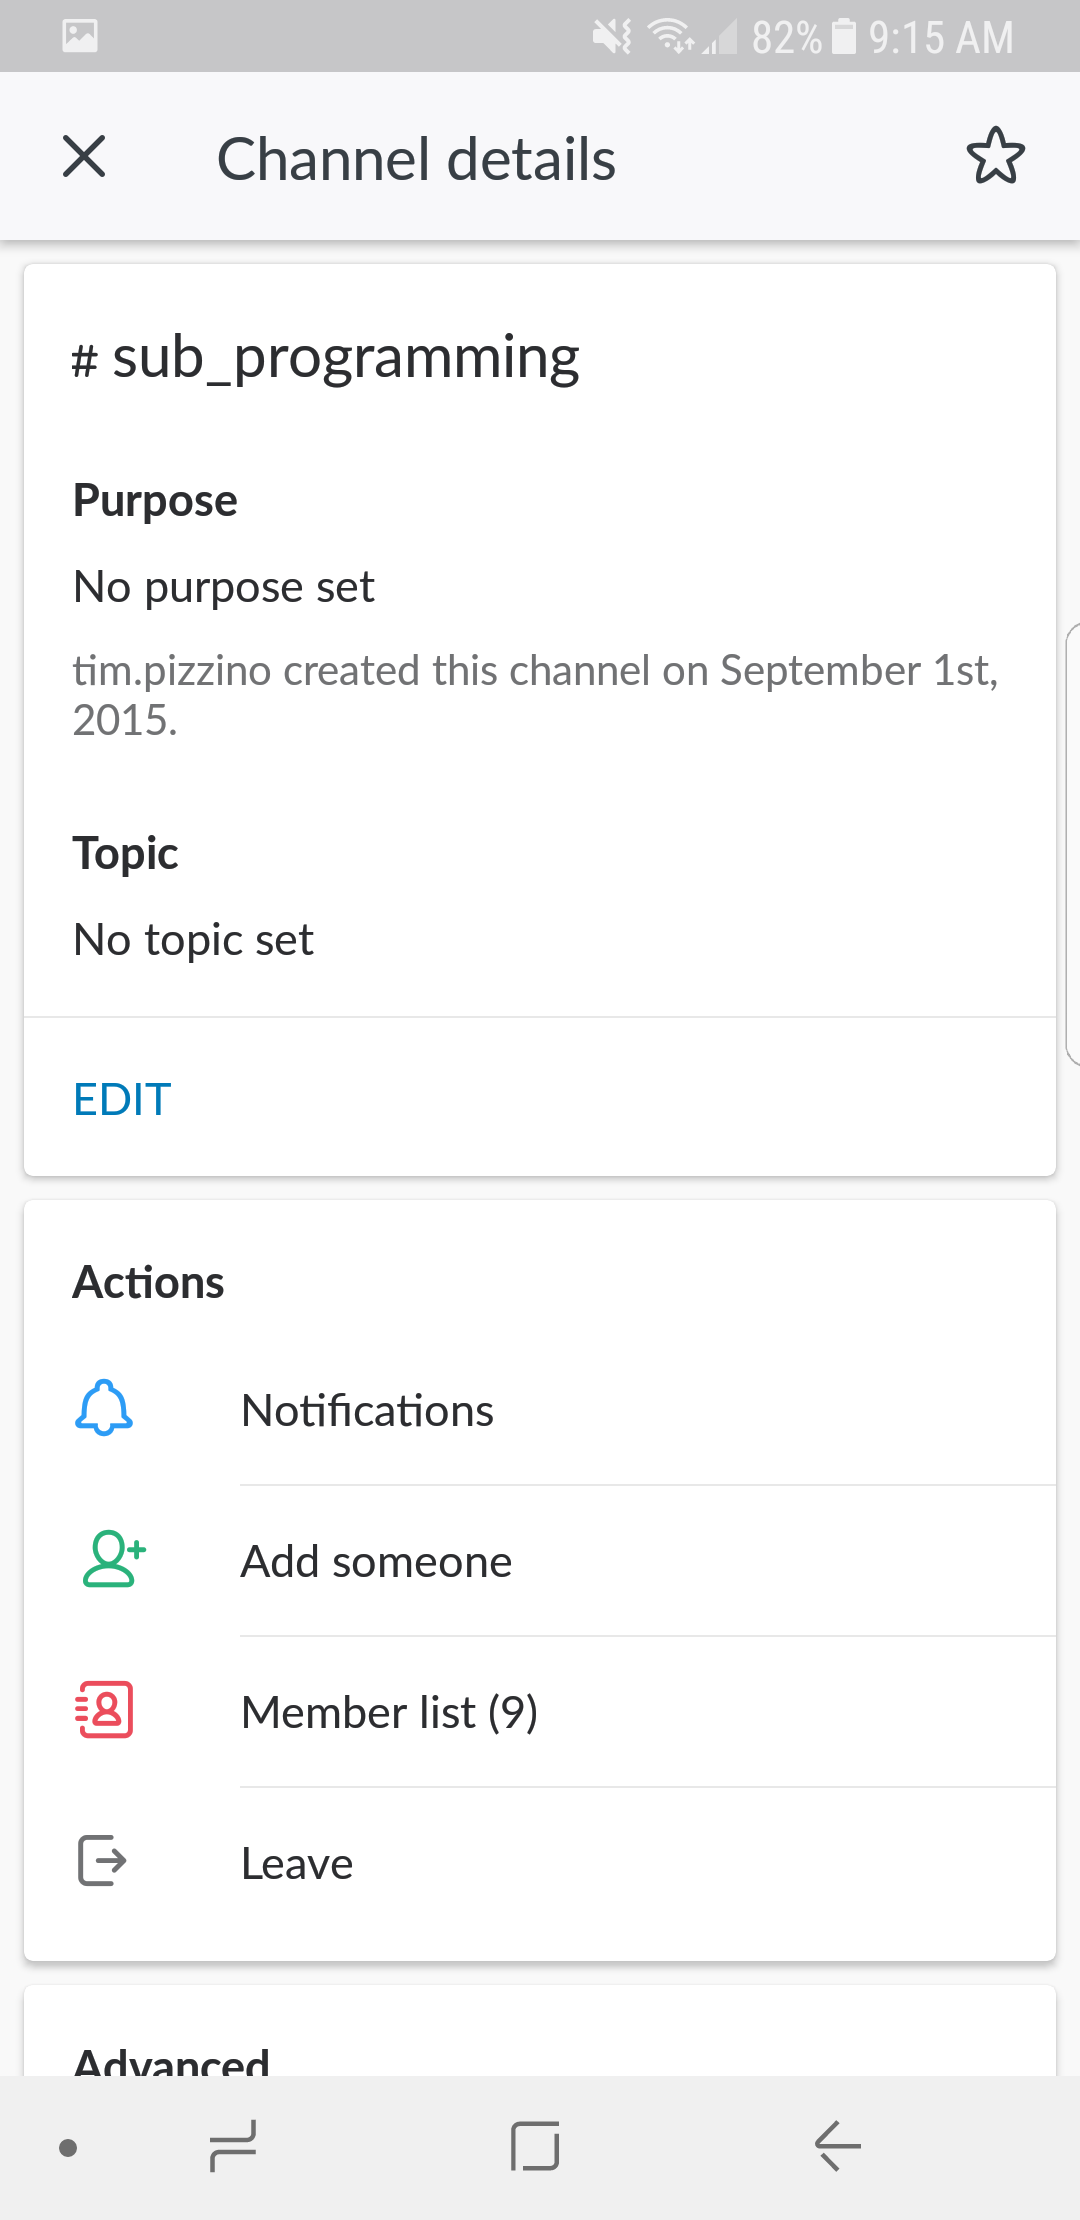 82% 9:15 AM
Channel details
# sub_programming
Purpose
No purpose set
tim.pizzino created this channel on September 1st,
2015.
Topic
No topic set
EDIT
Actions
Notifications
Add someone
Member list (9)
Leave
Advanced